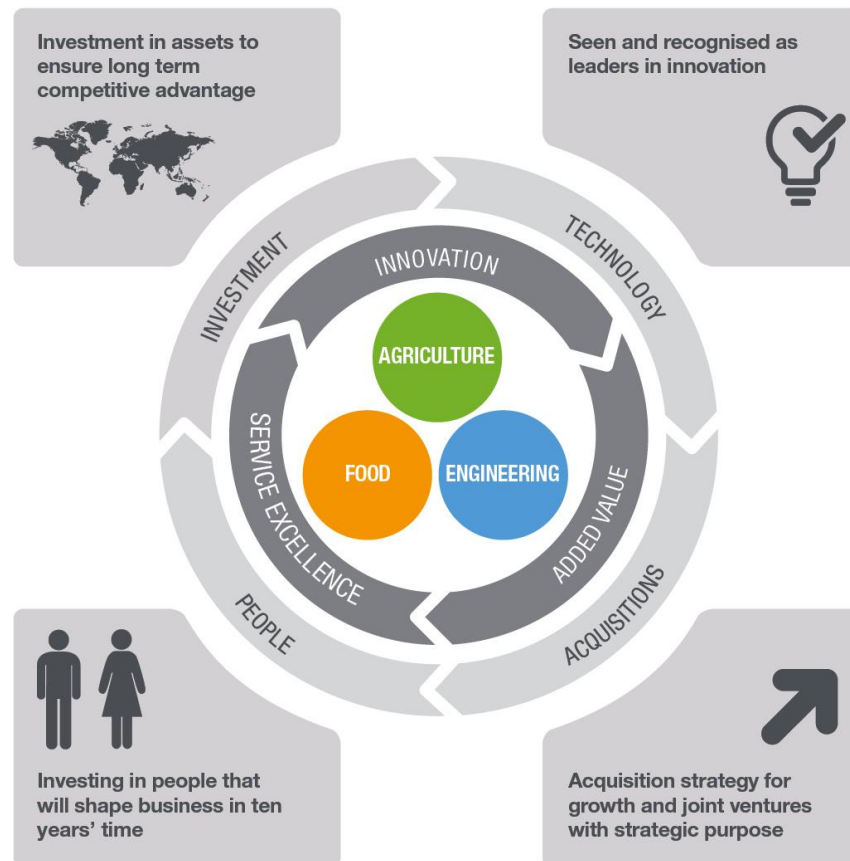 Investment in assets to
ensure long term
competitive advantage
Seen and recognised as
leaders in innovation
INVESTMENT
TECHNOLOGY
INNOVATION
AGRICULTURE
FOOD
ENGINEERING
SERVICE EXCELLENCE
ADDED VALUE
PEOPLE
ACQUISITIONS
Investing in people that
will shape business in ten
years’ time
Acquisition strategy for
growth and joint ventures
with strategic purpose